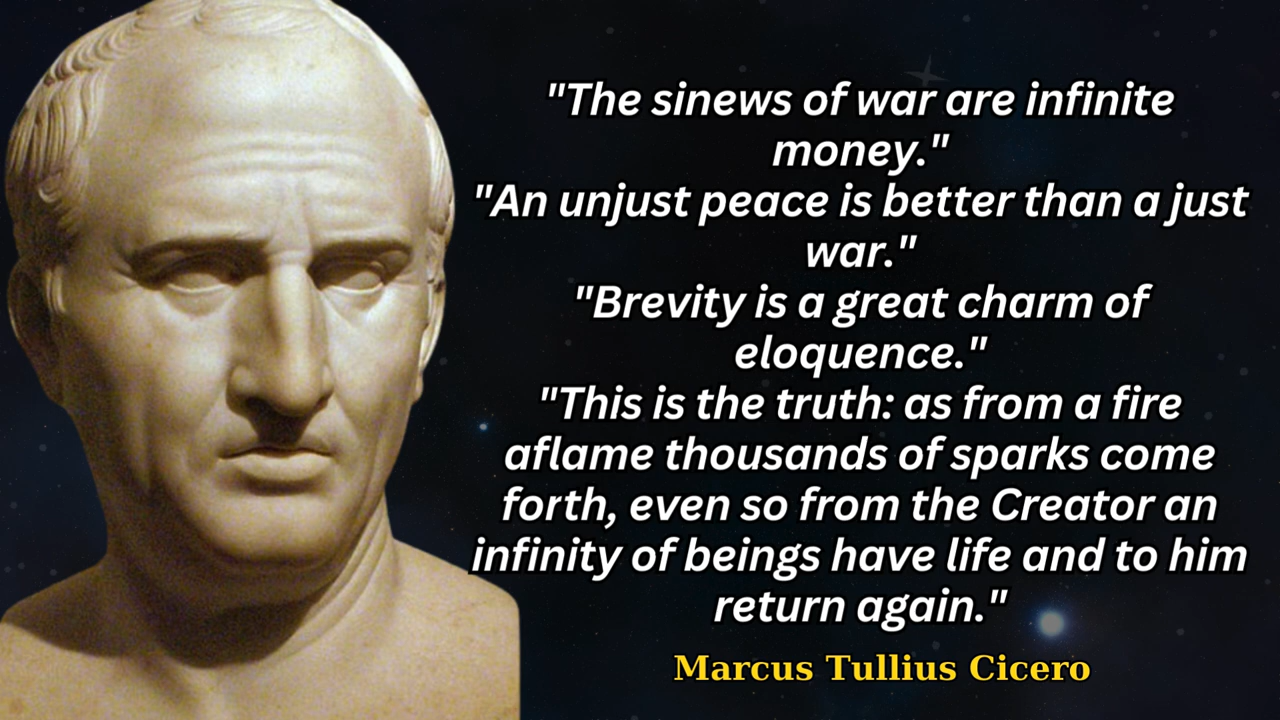 "The sinews of war are infinite
money."
"An unjust peace is better than a just
war."
"Brevity is a great charm of
eloquence."
"This is the truth: as from a fire
aflame thousands of sparks come
forth, even so from the Creator an
infinity of beings have life and to him
return again."
Marcus Tullius Cicero